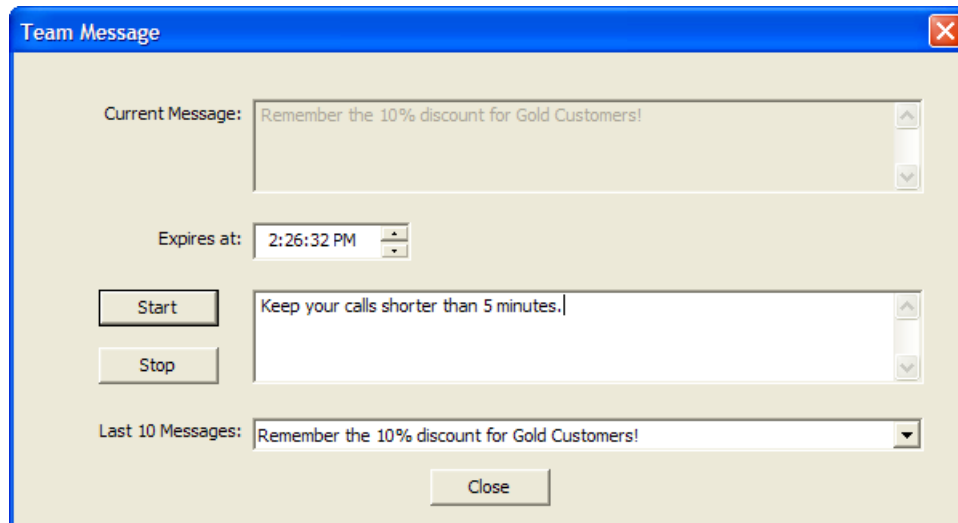 Team Message
Current Message: Remember the 10% discount for Gold Customers!
Expires at: 2:26:32 PM
Start Keep your calls shorter than 5 minutes.
Stop
Last 10 Messages: Remember the 10% discount for Gold Customers!
Close